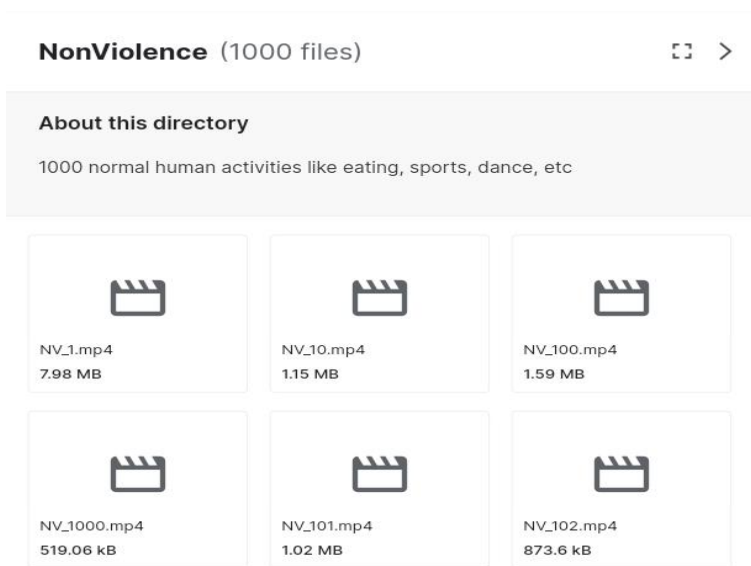 NonViolence (1000 files)
About this directory
1000 normal human activities like eating, sports, dance, etc
NV_1.mp4
7.98 MB
NV_10.mp4
1.15 MB
NV_100.mp4
1.59 MB
NV_1000.mp4
519.06 kB
NV_101.mp4
1.02 MB
NV_102.mp4
873.6 kB